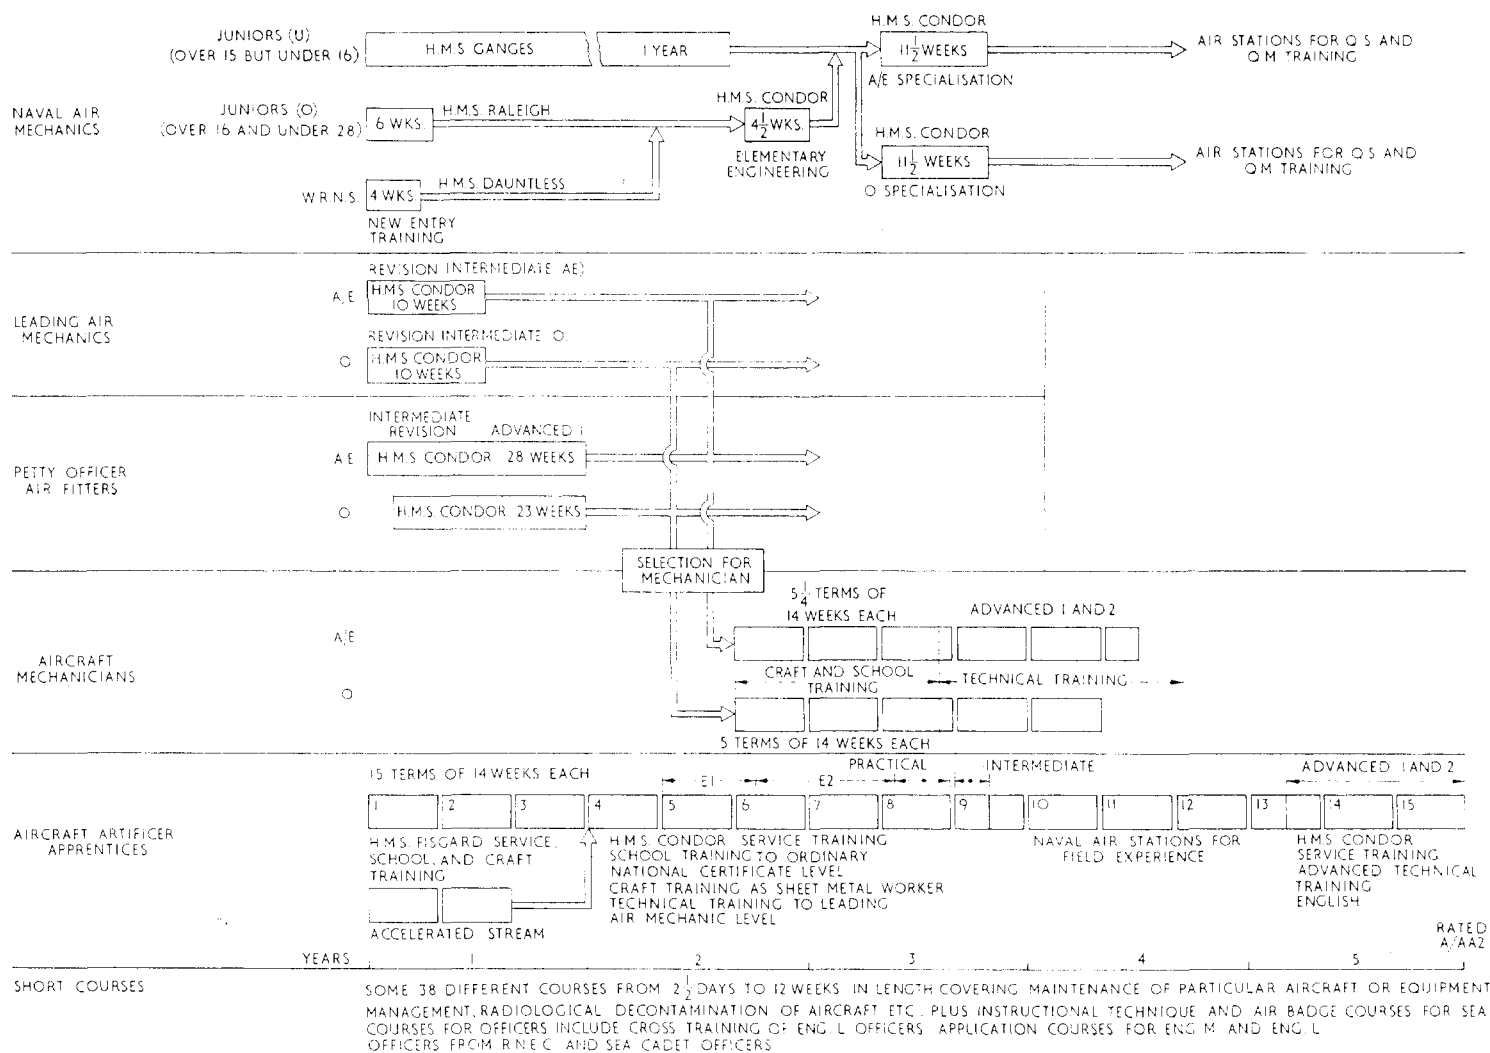 H.M.S. CONDOR
JUNIORS (U)
(OVER 15 BUT UNDER 16)
H.M.S GANGES
1 YEAR
11 1/2 WEEKS
AIR STATIONS FOR Q S AND
Q M TRAINING
A/E SPECIALISATION
NAVAL AIR
MECHANICS
JUNIORS (O)
(OVER 16 AND UNDER 28)
6 WKS.
H.M.S. RALEIGH
H.M.S. CONDOR
4 1/2 WKS.
ELEMENTARY
ENGINEERING
H.M.S. CONDOR
11 1/2 WEEKS
O SPECIALISATION
AIR STATIONS FOR Q S AND
Q M TRAINING
W.R.N.S.
4 WKS.
H.M.S. DAUNTLESS
NEW ENTRY
TRAINING
LEADING AIR
MECHANICS
REVISION INTERMEDIATE AE)
A/E
H.M.S CONDOR
10 WEEKS
REVISION INTERMEDIATE O.
O
H.M.S CONDOR
10 WEEKS
PETTY OFFICER
AIR FITTERS
INTERMEDIATE
REVISION
ADVANCED 1
A E
H.M.S CONDOR 28 WEEKS
O
H.M.S. CONDOR 23 WEEKS
SELECTION FOR
MECHANICIAN
AIRCRAFT
MECHANICIANS
A/E
5 1/4 TERMS OF
14 WEEKS EACH
ADVANCED 1 AND 2
CRAFT AND SCHOOL
TRAINING
TECHNICAL TRAINING
O
5 TERMS OF 14 WEEKS EACH
AIRCRAFT ARTIFICER
APPRENTICES
15 TERMS OF 14 WEEKS EACH
E1
E2
PRACTICAL
INTERMEDIATE
ADVANCED 1 AND 2
1 2 3 4 5 6 7 8 9 10 11 12 13 14 15
H.M.S. FISGARD SERVICE,
SCHOOL, AND CRAFT
TRAINING
H.M.S. CONDOR SERVICE TRAINING
SCHOOL TRAINING TO ORDINARY
NATIONAL CERTIFICATE LEVEL
CRAFT TRAINING AS SHEET METAL WORKER
TECHNICAL TRAINING TO LEADING
AIR MECHANIC LEVEL
NAVAL AIR STATIONS FOR
FIELD EXPERIENCE
H.M.S. CONDOR
SERVICE TRAINING
ADVANCED TECHNICAL
TRAINING
ENGLISH
ACCELERATED STREAM
RATED
A/AA2
YEARS 1 2 3 4 5
SHORT COURSES
SOME 38 DIFFERENT COURSES FROM 2 1/2 DAYS TO 12 WEEKS IN LENGTH COVERING MAINTENANCE OF PARTICULAR AIRCRAFT OR EQUIPMENT
MANAGEMENT, RADIOLOGICAL DECONTAMINATION OF AIRCRAFT ETC. PLUS INSTRUCTIONAL TECHNIQUE AND AIR BADGE COURSES FOR SEA
COURSES FOR OFFICERS INCLUDE CROSS TRAINING OF ENG. L OFFICERS APPLICATION COURSES FOR ENG M AND ENG. L
OFFICERS FROM R N E C AND SEA CADET OFFICERS